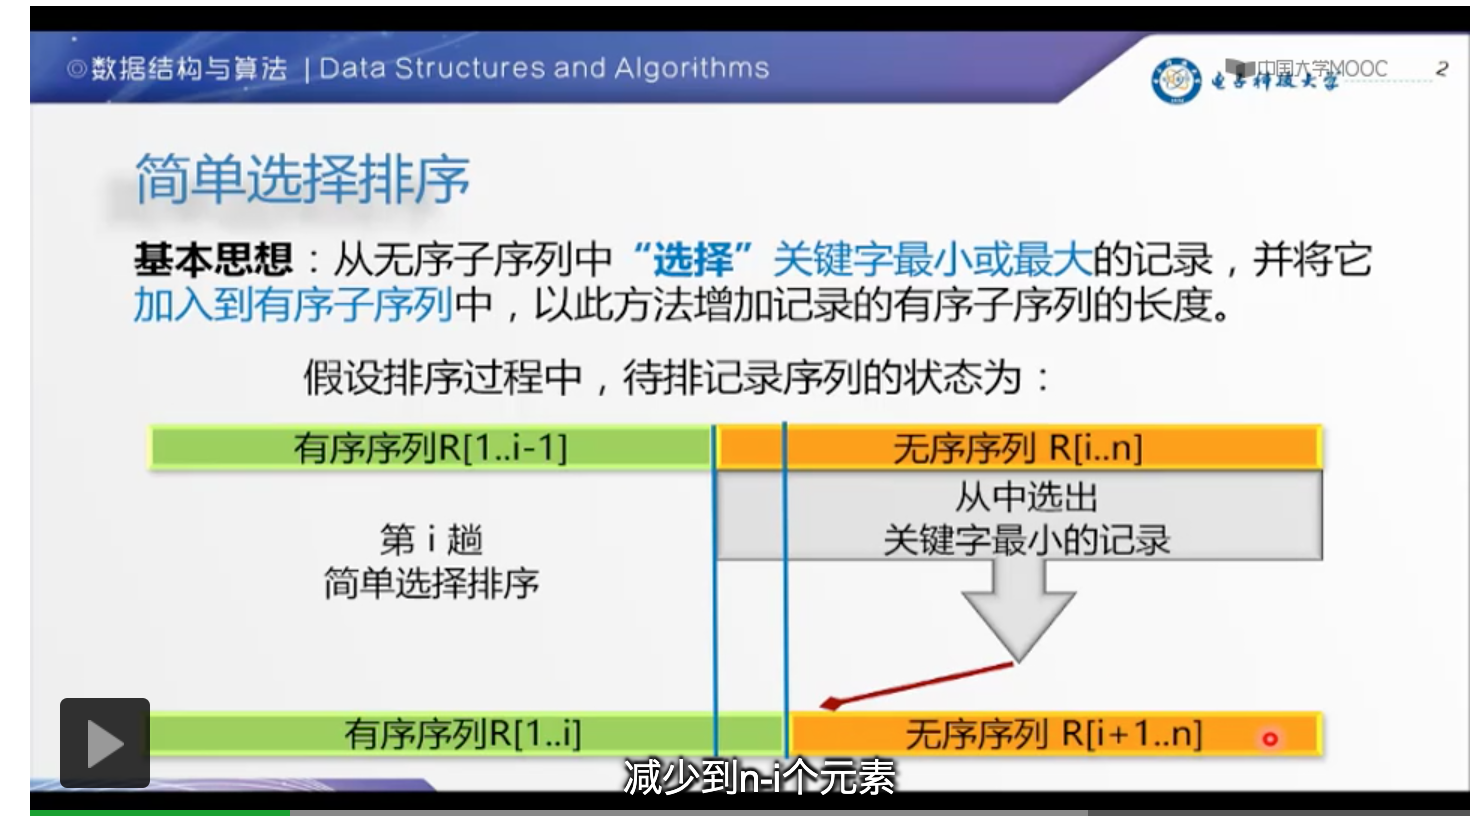 数据结构与算法 | Data Structures and Algorithms
中国大学MOOC
电子科技大学
2
简单选择排序
基本思想：从无序子序列中“选择”关键字最小或最大的记录，并将它
加入到有序子序列中，以此方法增加记录的有序子序列的长度。
假设排序过程中，待排记录序列的状态为：
有序序列R[1..i-1]
无序序列 R[i..n]
从中选出
关键字最小的记录
第 i 趟
简单选择排序
有序序列R[1..i]
无序序列 R[i+1..n]
减少到n-i个元素